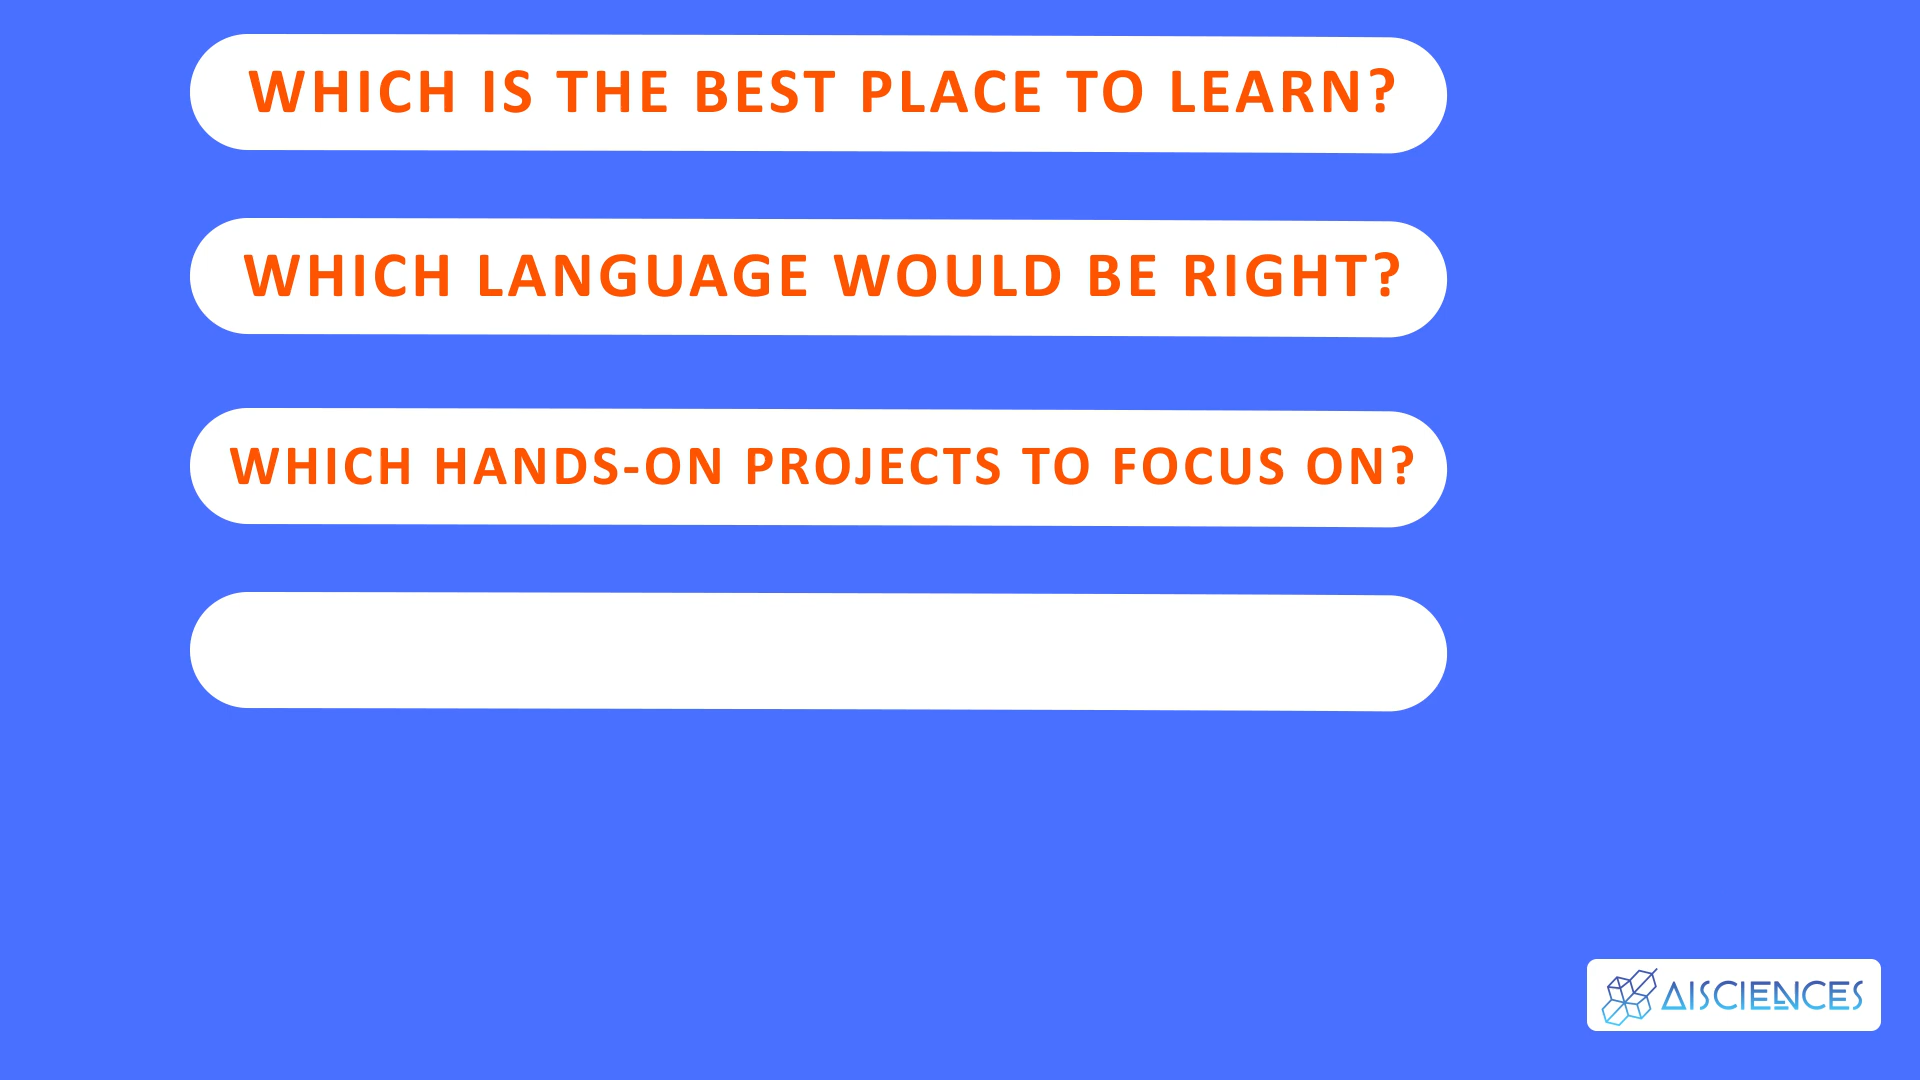 WHICH IS THE BEST PLACE TO LEARN?
WHICH LANGUAGE WOULD BE RIGHT?
WHICH HANDS-ON PROJECTS TO FOCUS ON?
AISCIENCES